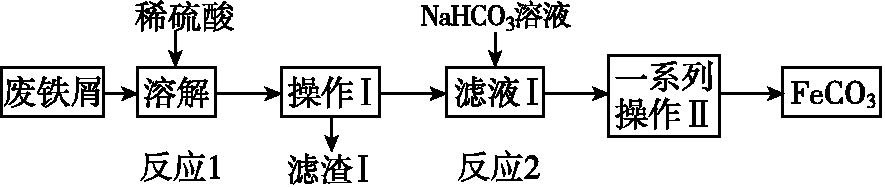 稀硫酸
NaHCO₃溶液
废铁屑
溶解
操作Ⅰ
滤液Ⅰ
一系列
操作Ⅱ
FeCO₃
反应1
滤渣Ⅰ
反应2